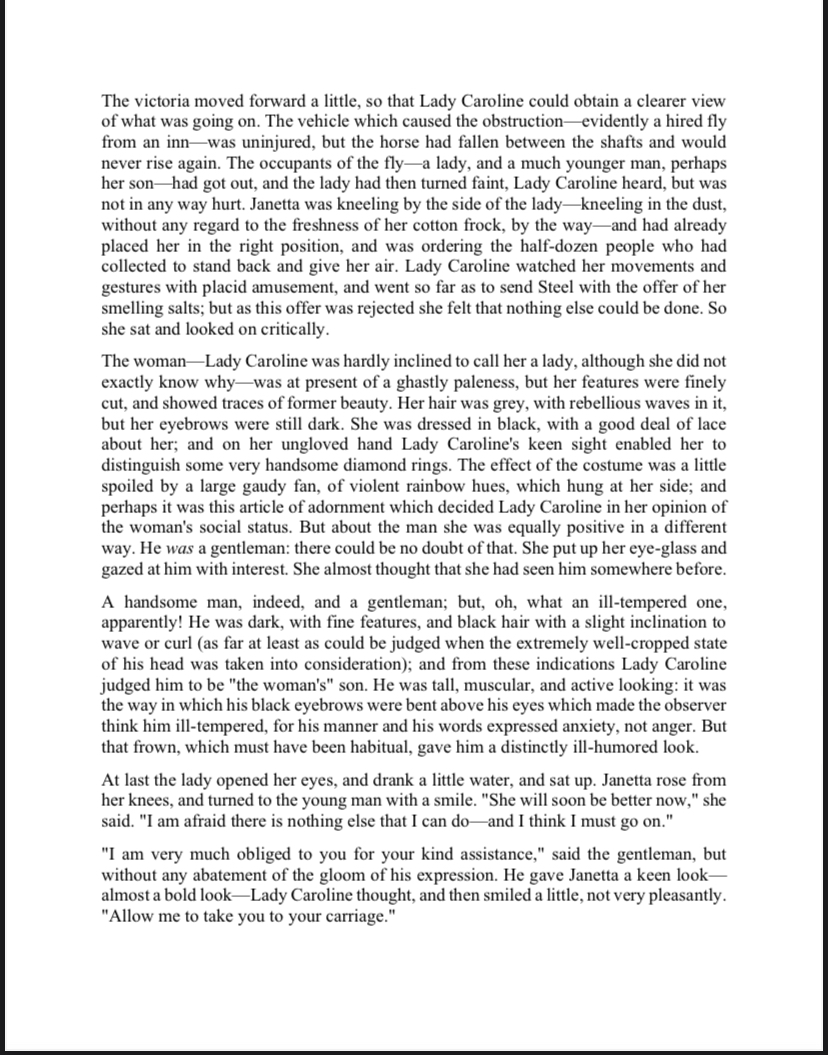 The victoria moved forward a little, so that Lady Caroline could obtain a clearer view
of what was going on. The vehicle which caused the obstruction—evidently a hired fly
from an inn—was uninjured, but the horse had fallen between the shafts and would
never rise again. The occupants of the fly—a lady, and a much younger man, perhaps
her son—had got out, and the lady had then turned faint, Lady Caroline heard, but was
not in any way hurt. Janetta was kneeling by the side of the lady—kneeling in the dust,
without any regard to the freshness of her cotton frock, by the way—and had already
placed her in the right position, and was ordering the half-dozen people who had
collected to stand back and give her air. Lady Caroline watched her movements and
gestures with placid amusement, and went so far as to send Steel with the offer of her
smelling salts; but as this offer was rejected she felt that nothing else could be done. So
she sat and looked on critically.
The woman—Lady Caroline was hardly inclined to call her a lady, although she did not
exactly know why—was at present of a ghastly paleness, but her features were finely
cut, and showed traces of former beauty. Her hair was grey, with rebellious waves in it,
but her eyebrows were still dark. She was dressed in black, with a good deal of lace
about her; and on her ungloved hand Lady Caroline's keen sight enabled her to
distinguish some very handsome diamond rings. The effect of the costume was a little
spoiled by a large gaudy fan, of violent rainbow hues, which hung at her side; and
perhaps it was this article of adornment which decided Lady Caroline in her opinion of
the woman's social status. But about the man she was equally positive in a different
way. He was a gentleman: there could be no doubt of that. She put up her eye-glass and
gazed at him with interest. She almost thought that she had seen him somewhere before.
A handsome man, indeed, and a gentleman; but, oh, what an ill-tempered one,
apparently! He was dark, with fine features, and black hair with a slight inclination to
wave or curl (as far at least as could be judged when the extremely well-cropped state
of his head was taken into consideration); and from these indications Lady Caroline
judged him to be "the woman's" son. He was tall, muscular, and active looking: it was
the way in which his black eyebrows were bent above his eyes which made the observer
think him ill-tempered, for his manner and his words expressed anxiety, not anger. But
that frown, which must have been habitual, gave him a distinctly ill-humored look.
At last the lady opened her eyes, and drank a little water, and sat up. Janetta rose from
her knees, and turned to the young man with a smile. "She will soon be better now," she
said. "I am afraid there is nothing else that I can do—and I think I must go on."
"I am very much obliged to you for your kind assistance," said the gentleman, but
without any abatement of the gloom of his expression. He gave Janetta a keen look—
almost a bold look—Lady Caroline thought, and then smiled a little, not very pleasantly.
"Allow me to take you to your carriage."